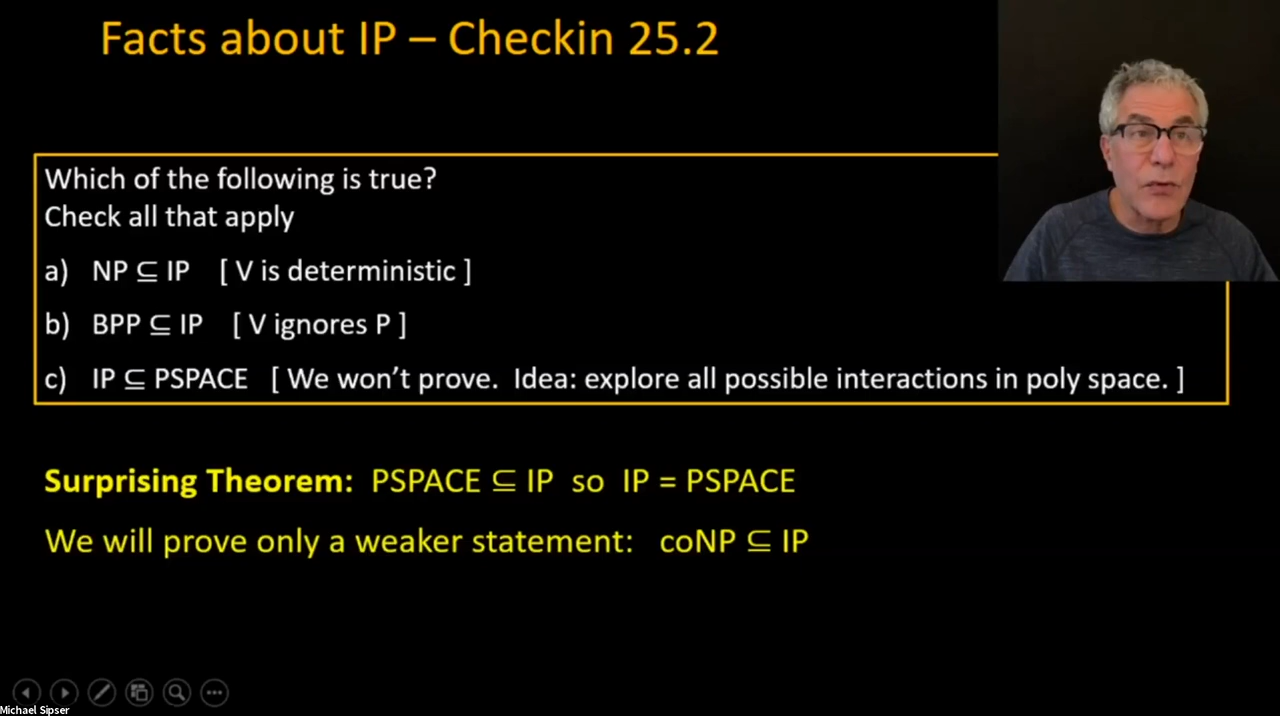 Facts about IP – Checkin 25.2
Which of the following is true?
Check all that apply
a) NP ⊆ IP [ V is deterministic ]
b) BPP ⊆ IP [ V ignores P ]
c) IP ⊆ PSPACE [ We won’t prove. Idea: explore all possible interactions in poly space. ]
Surprising Theorem: PSPACE ⊆ IP so IP = PSPACE
We will prove only a weaker statement: coNP ⊆ IP
Michael Sipser